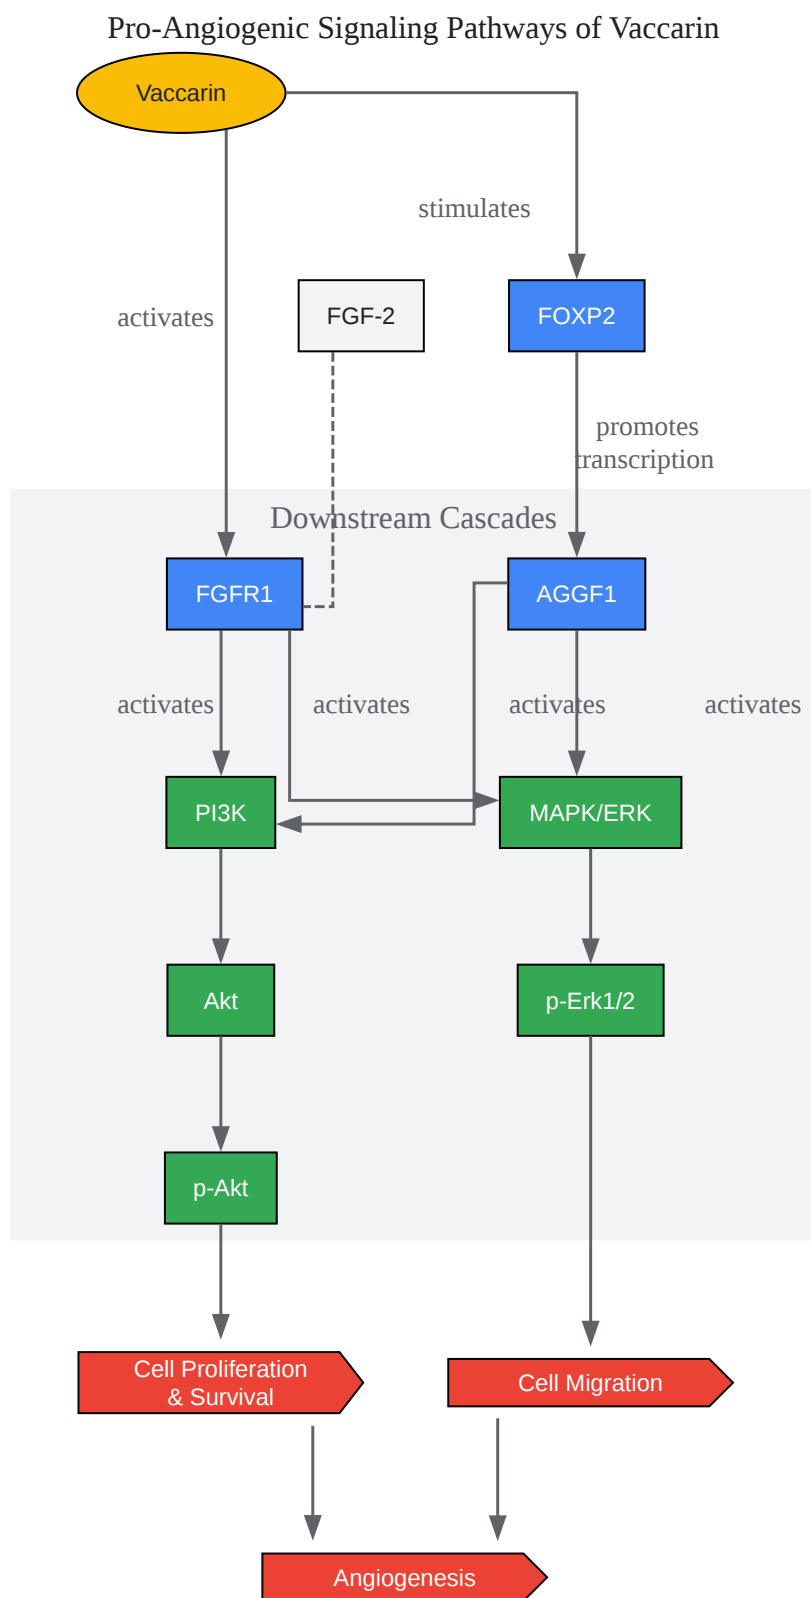 Pro-Angiogenic Signaling Pathways of Vaccarin
Vaccarin
stimulates
activates
FGF-2
FOXP2
promotes
transcription
Downstream Cascades
FGFR1
AGGF1
activates
activates
activates
activates
PI3K
MAPK/ERK
Akt
p-Erk1/2
p-Akt
Cell Proliferation
& Survival
Cell Migration
Angiogenesis